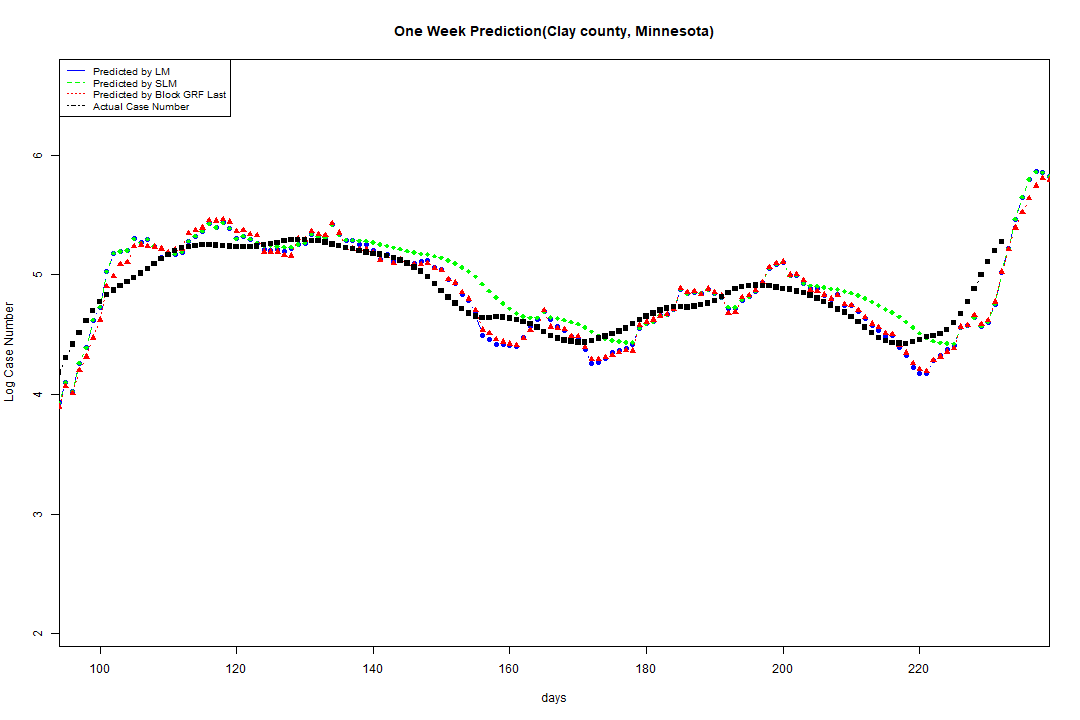 One Week Prediction(Clay county, Minnesota)
Predicted by LM
Predicted by SLM
Predicted by Block GRF Last
Actual Case Number
6
5
4
3
2
Log Case Number
100 120 140 160 180 200 220
days